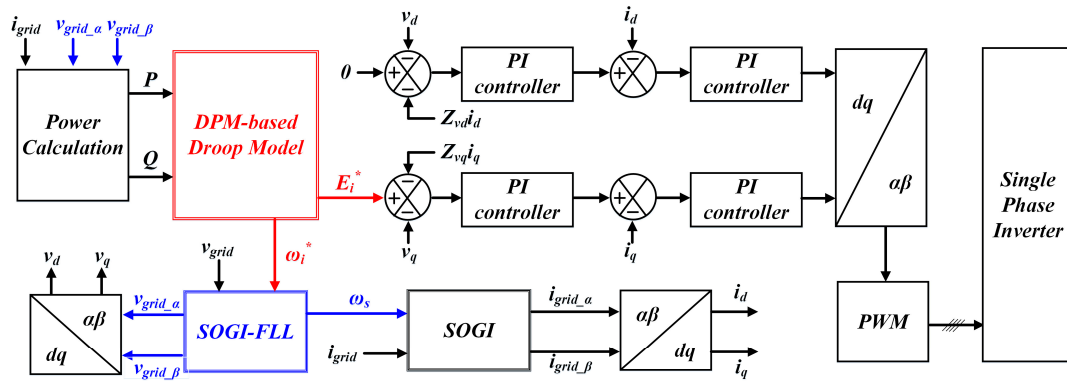 i_grid
v_grid_α
v_grid_β
Power
Calculation
P
Q
DPM-based
Droop Model
E_i^*
ω_i^*
v_d
0
+
−
−
Z_vd i_d
PI
controller
i_d
+
−
PI
controller
Z_vq i_q
+
−
−
v_q
PI
controller
+
−
i_q
PI
controller
dq
αβ
PWM
Single
Phase
Inverter
v_d
v_q
αβ
dq
v_grid_α
v_grid_β
v_grid
SOGI-FLL
ω_s
i_grid
SOGI
i_grid_α
i_grid_β
αβ
dq
i_d
i_q